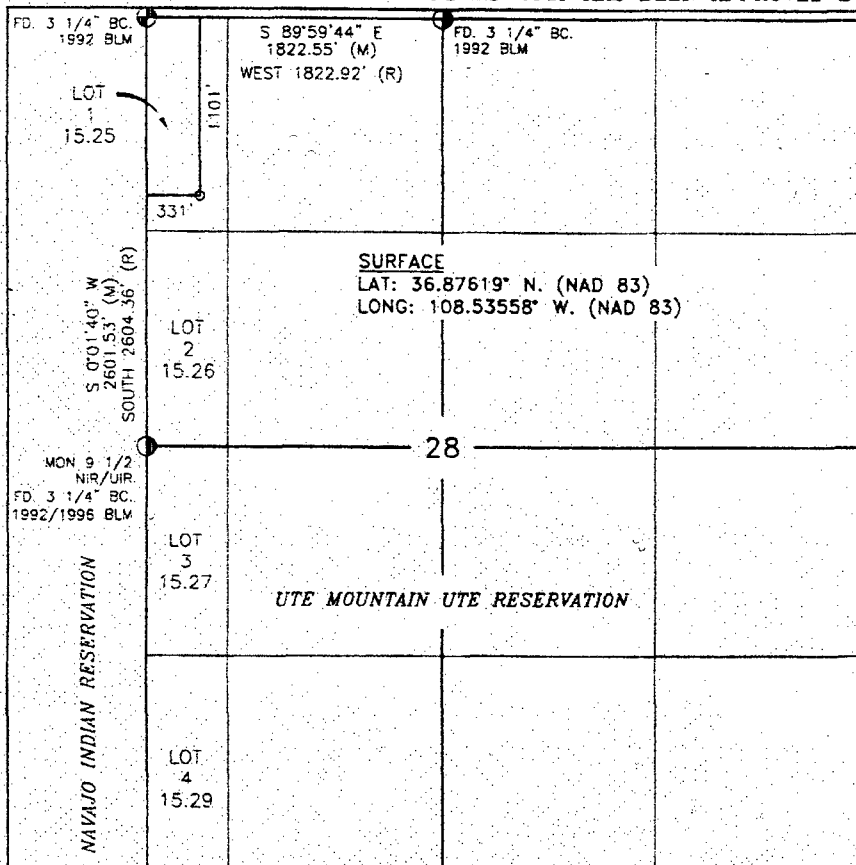 FD. 3 1/4" BC.
1992 BLM
S 89°59'44" E
1822.55' (M)
WEST 1822.92' (R)
FD. 3 1/4" BC.
1992 BLM
LOT
1
15.25
1101'
331'
SURFACE
LAT: 36.87619° N. (NAD 83)
LONG: 108.53558° W. (NAD 83)
S 0°01'40" W
2601.53' (M)
SOUTH 2604.36' (R)
LOT
2
15.26
28
MON 9 1/2
NIR/UIR.
FD. 3 1/4" BC.
1992/1996 BLM
LOT
3
15.27
UTE MOUNTAIN UTE RESERVATION
NAVAJO INDIAN RESERVATION
LOT
4
15.29